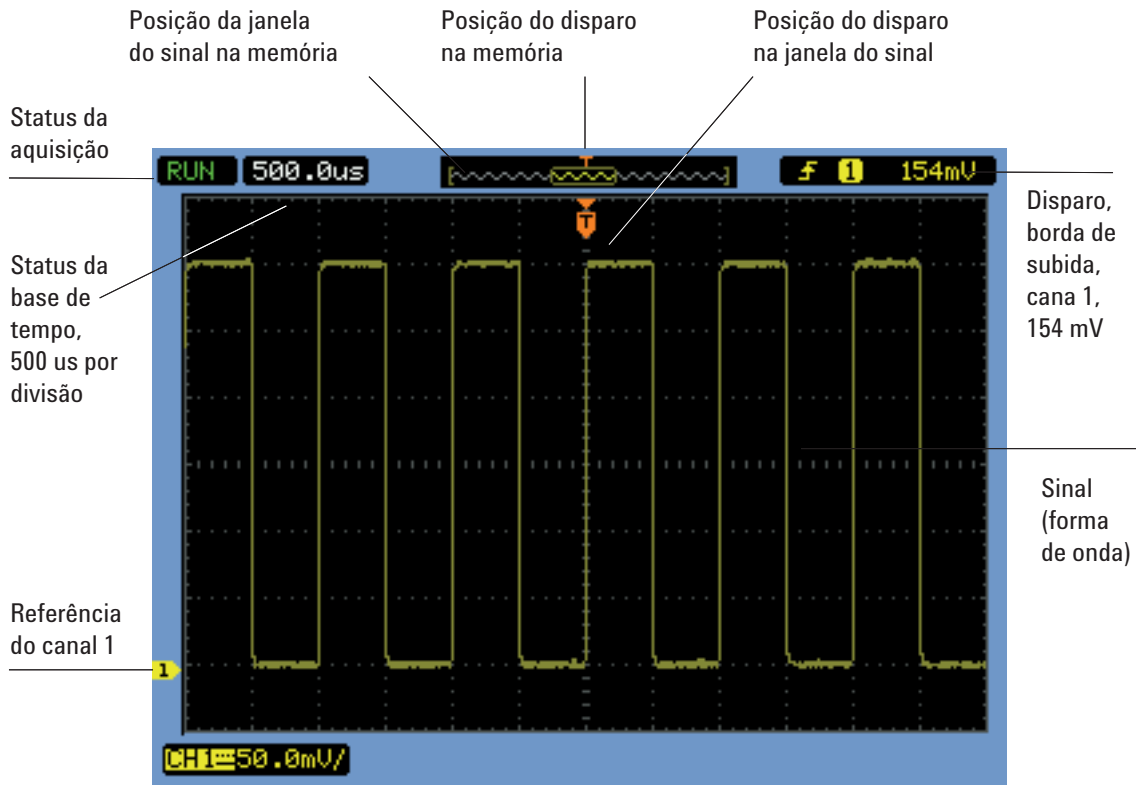 Posição da janela
do sinal na memória
Posição do disparo
na memória
Posição do disparo
na janela do sinal
Status da
aquisição
RUN
500.0us
T
1
154mV
T
Disparo,
borda de
subida,
cana 1,
154 mV
Status da
base de
tempo,
500 us por
divisão
Sinal
(forma
de onda)
Referência
do canal 1
1
CH1 50.0mV/